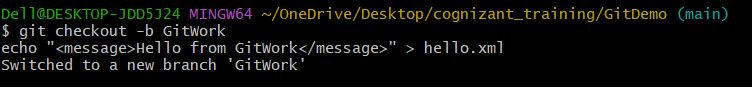 Dell@DESKTOP-JDD5J24 MINGW64 ~/OneDrive/Desktop/cognizant_training/GitDemo (main)
$ git checkout -b GitWork
echo "<message>Hello from GitWork</message>" > hello.xml
Switched to a new branch 'GitWork'